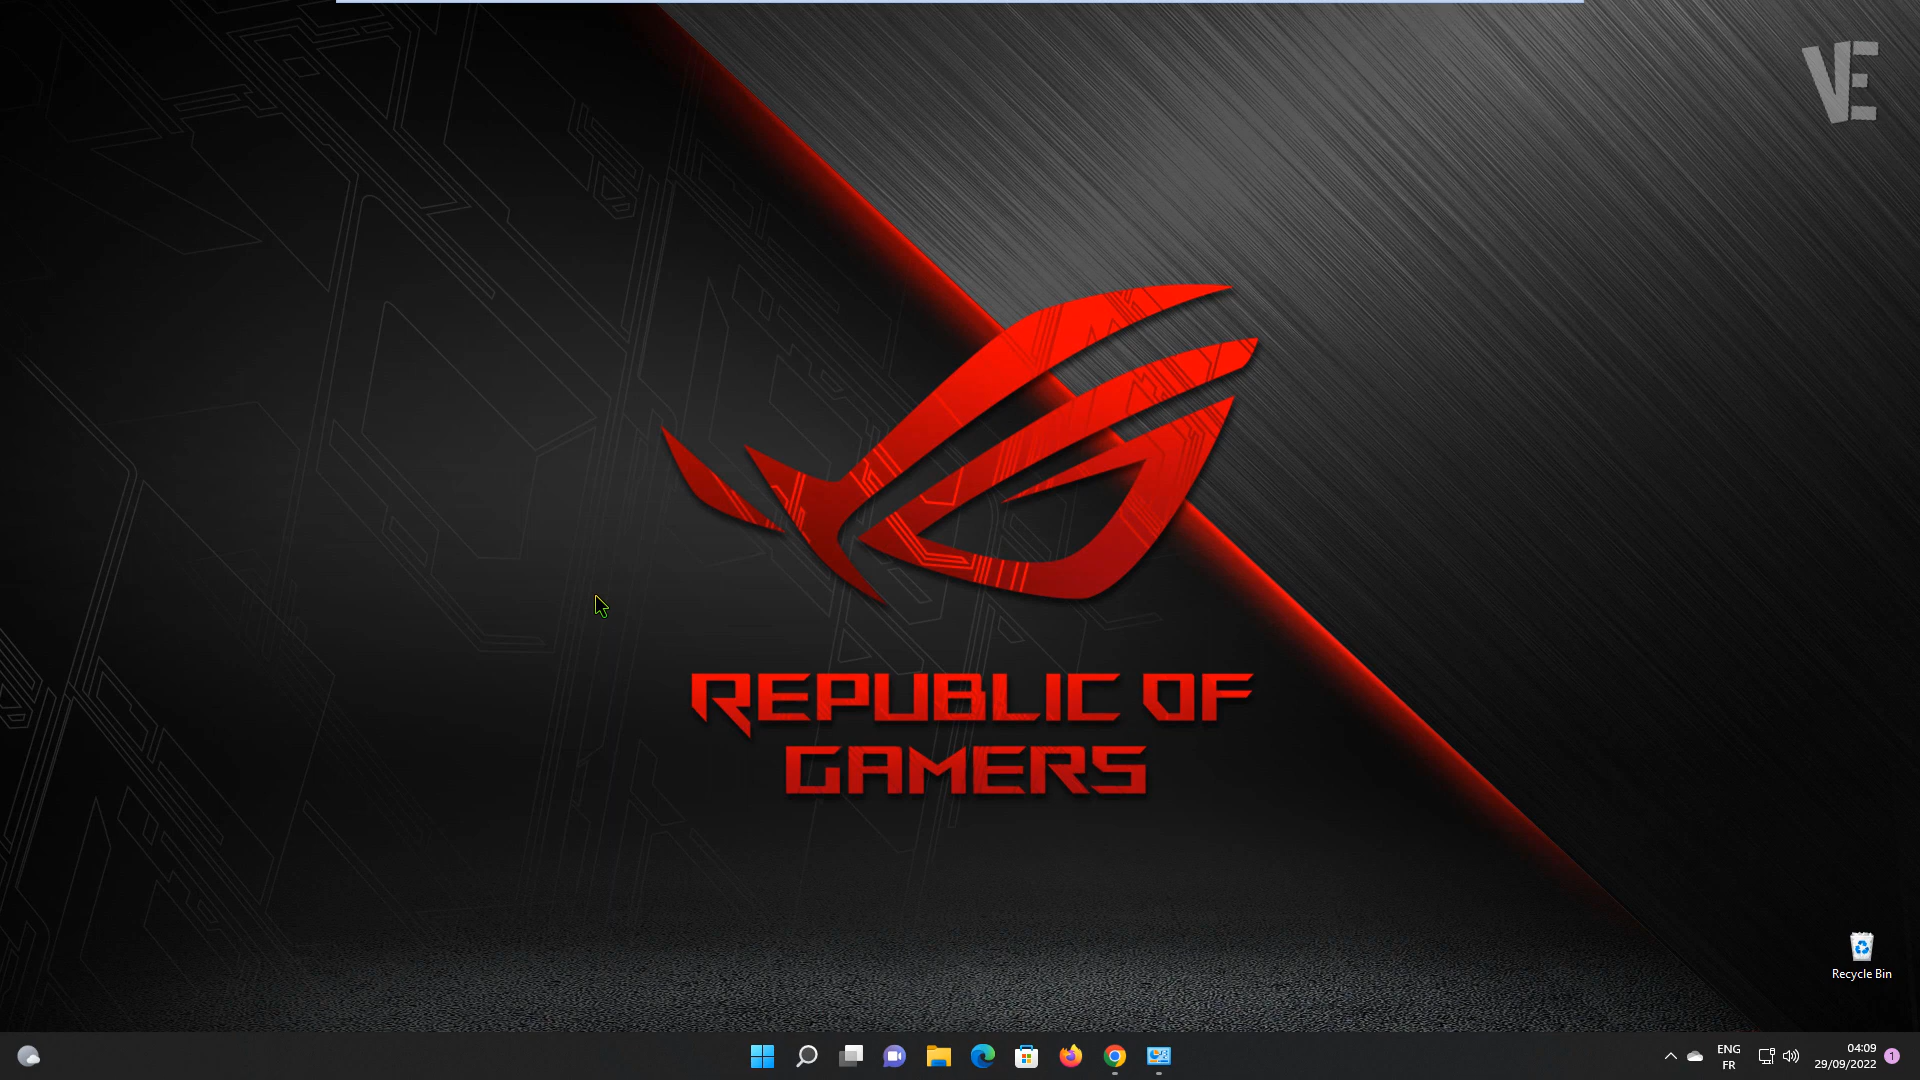 VE
REPUBLIC OF
GAMERS
Recycle Bin
ENG
FR
04:09
29/09/2022
1